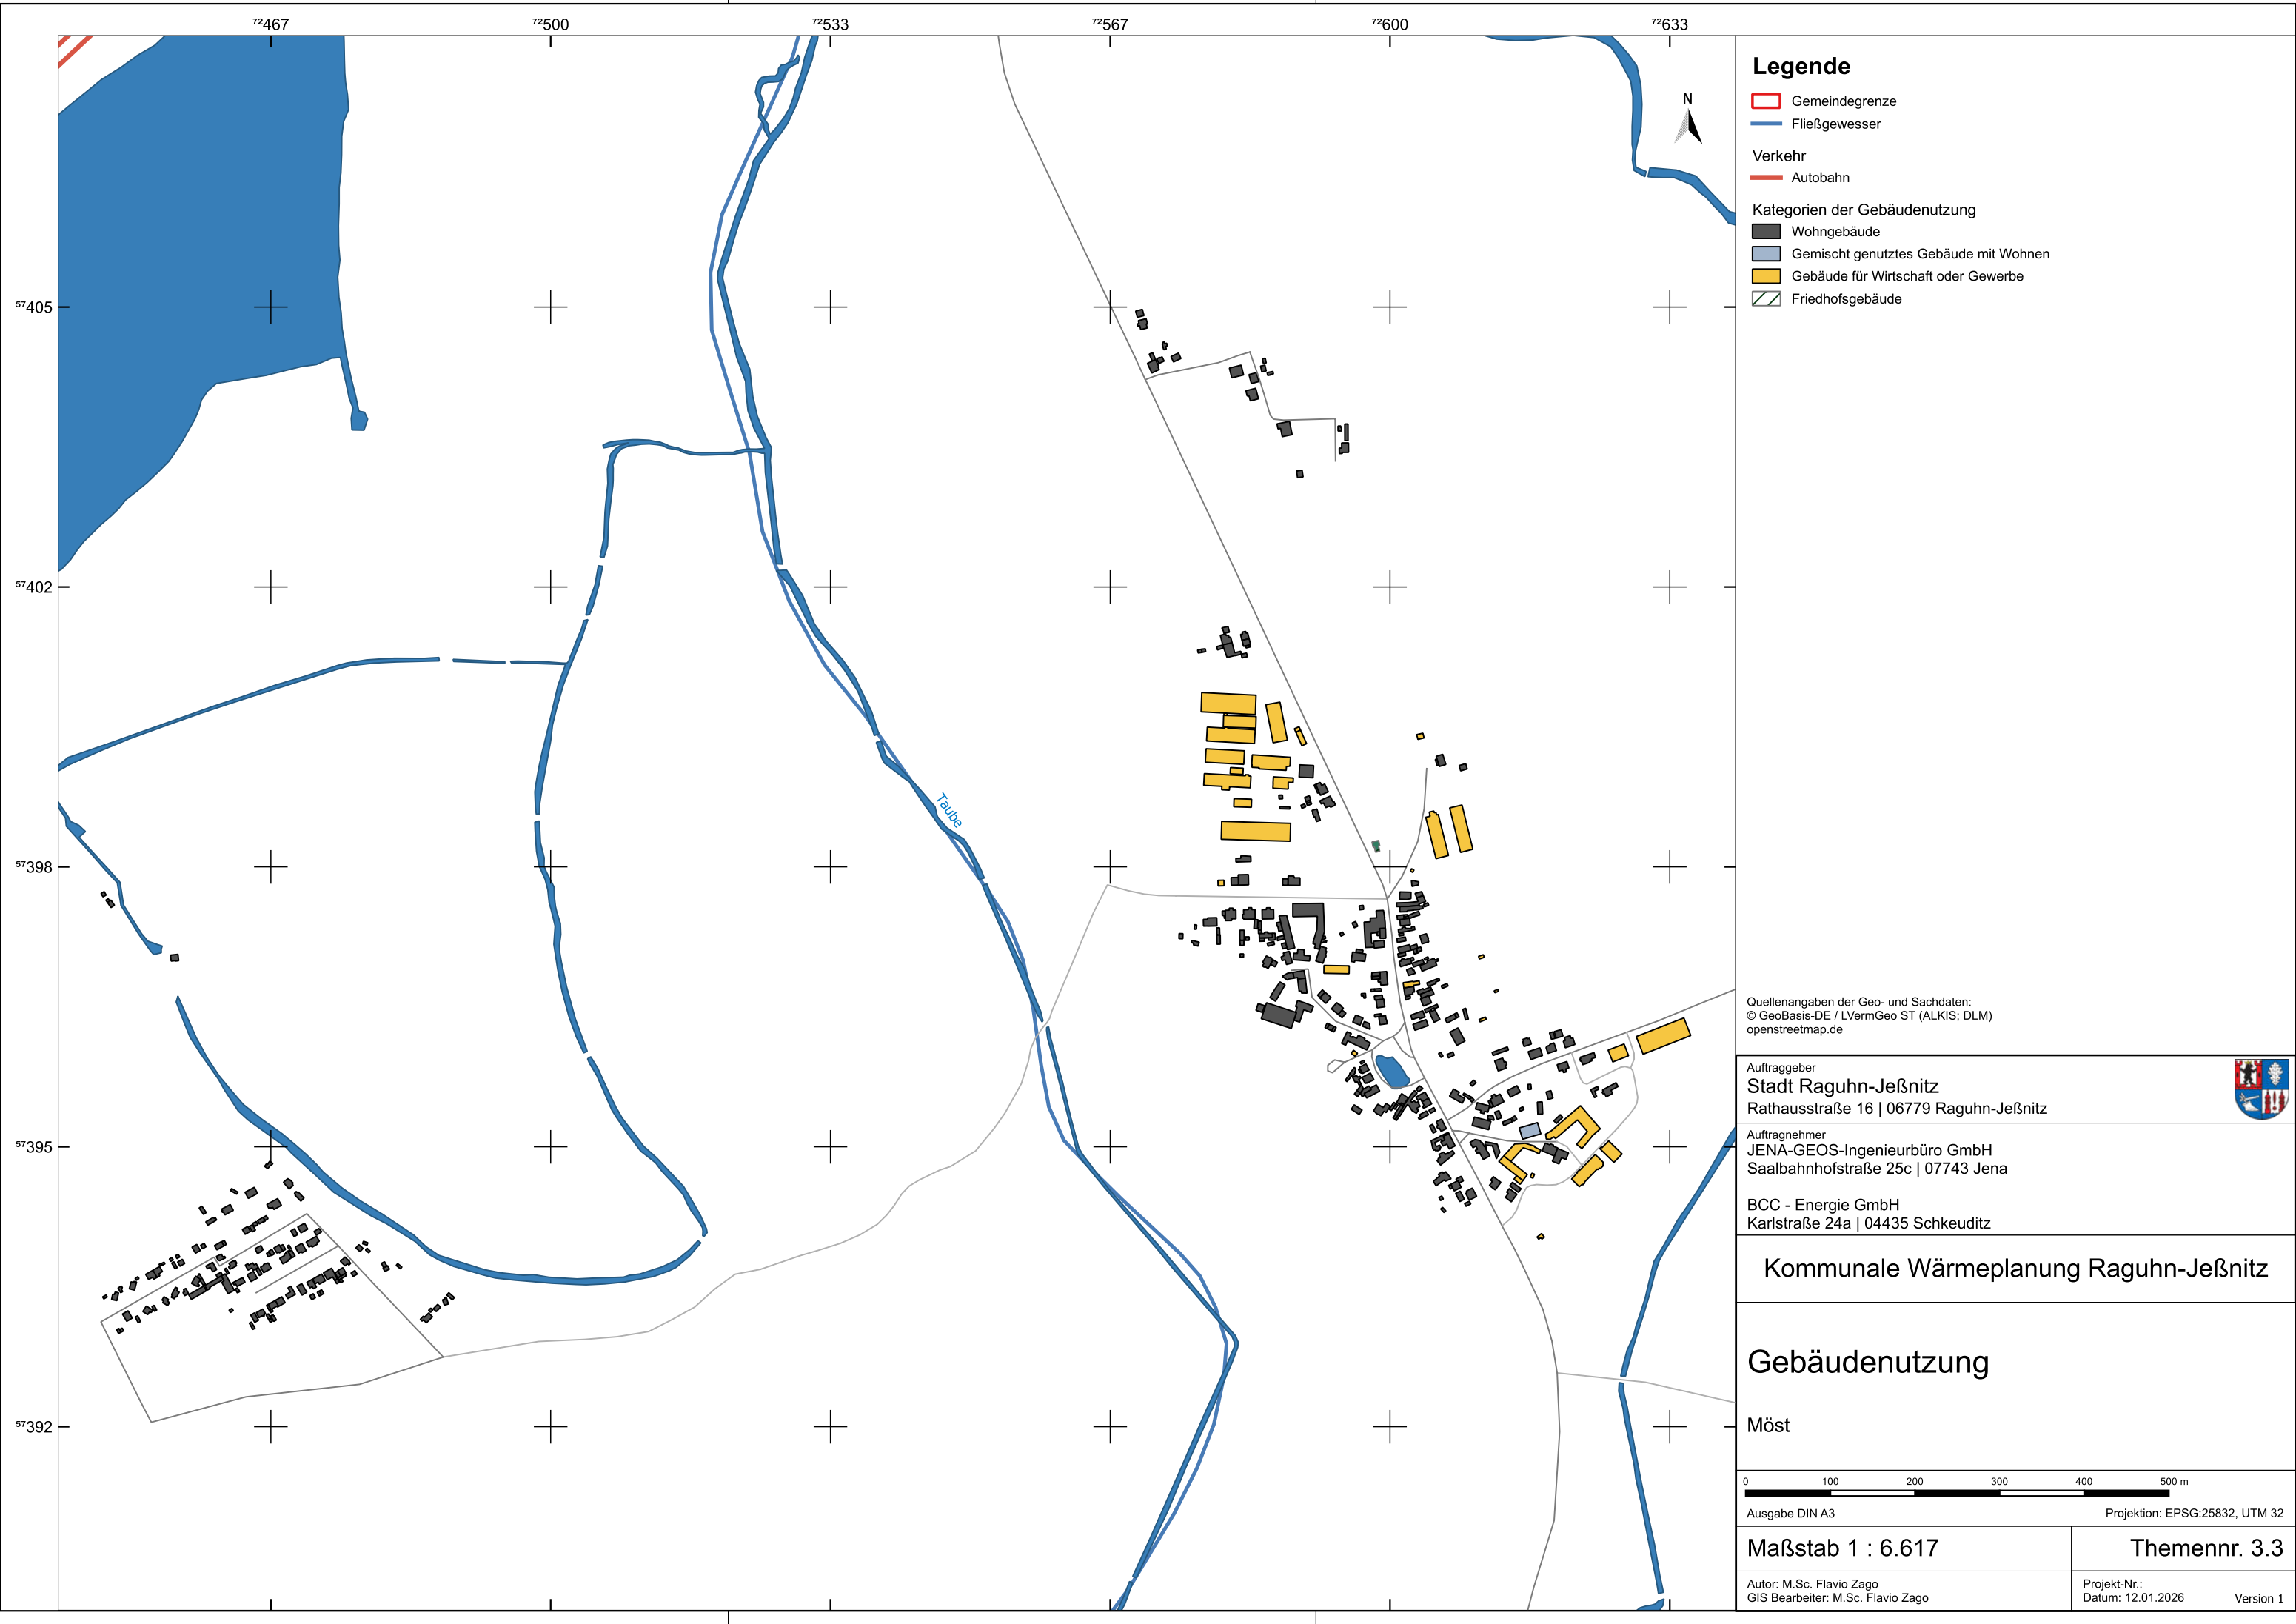 72467 72500 72533 72567 72600 72633
57405
57402
57398
57395
57392
Taube
N
Legende
Gemeindegrenze
Fließgewesser
Verkehr
Autobahn
Kategorien der Gebäudenutzung
Wohngebäude
Gemischt genutztes Gebäude mit Wohnen
Gebäude für Wirtschaft oder Gewerbe
Friedhofsgebäude
Quellenangaben der Geo- und Sachdaten:
© GeoBasis-DE / LVermGeo ST (ALKIS; DLM)
openstreetmap.de
Auftraggeber
Stadt Raguhn-Jeßnitz
Rathausstraße 16 | 06779 Raguhn-Jeßnitz
Auftragnehmer
JENA-GEOS-Ingenieurbüro GmbH
Saalbahnhofstraße 25c | 07743 Jena
BCC - Energie GmbH
Karlstraße 24a | 04435 Schkeuditz
Kommunale Wärmeplanung Raguhn-Jeßnitz
Gebäudenutzung
Möst
0 100 200 300 400 500 m
Ausgabe DIN A3 Projektion: EPSG:25832, UTM 32
Maßstab 1 : 6.617 Themennr. 3.3
Autor: M.Sc. Flavio Zago
GIS Bearbeiter: M.Sc. Flavio Zago
Projekt-Nr.:
Datum: 12.01.2026 Version 1